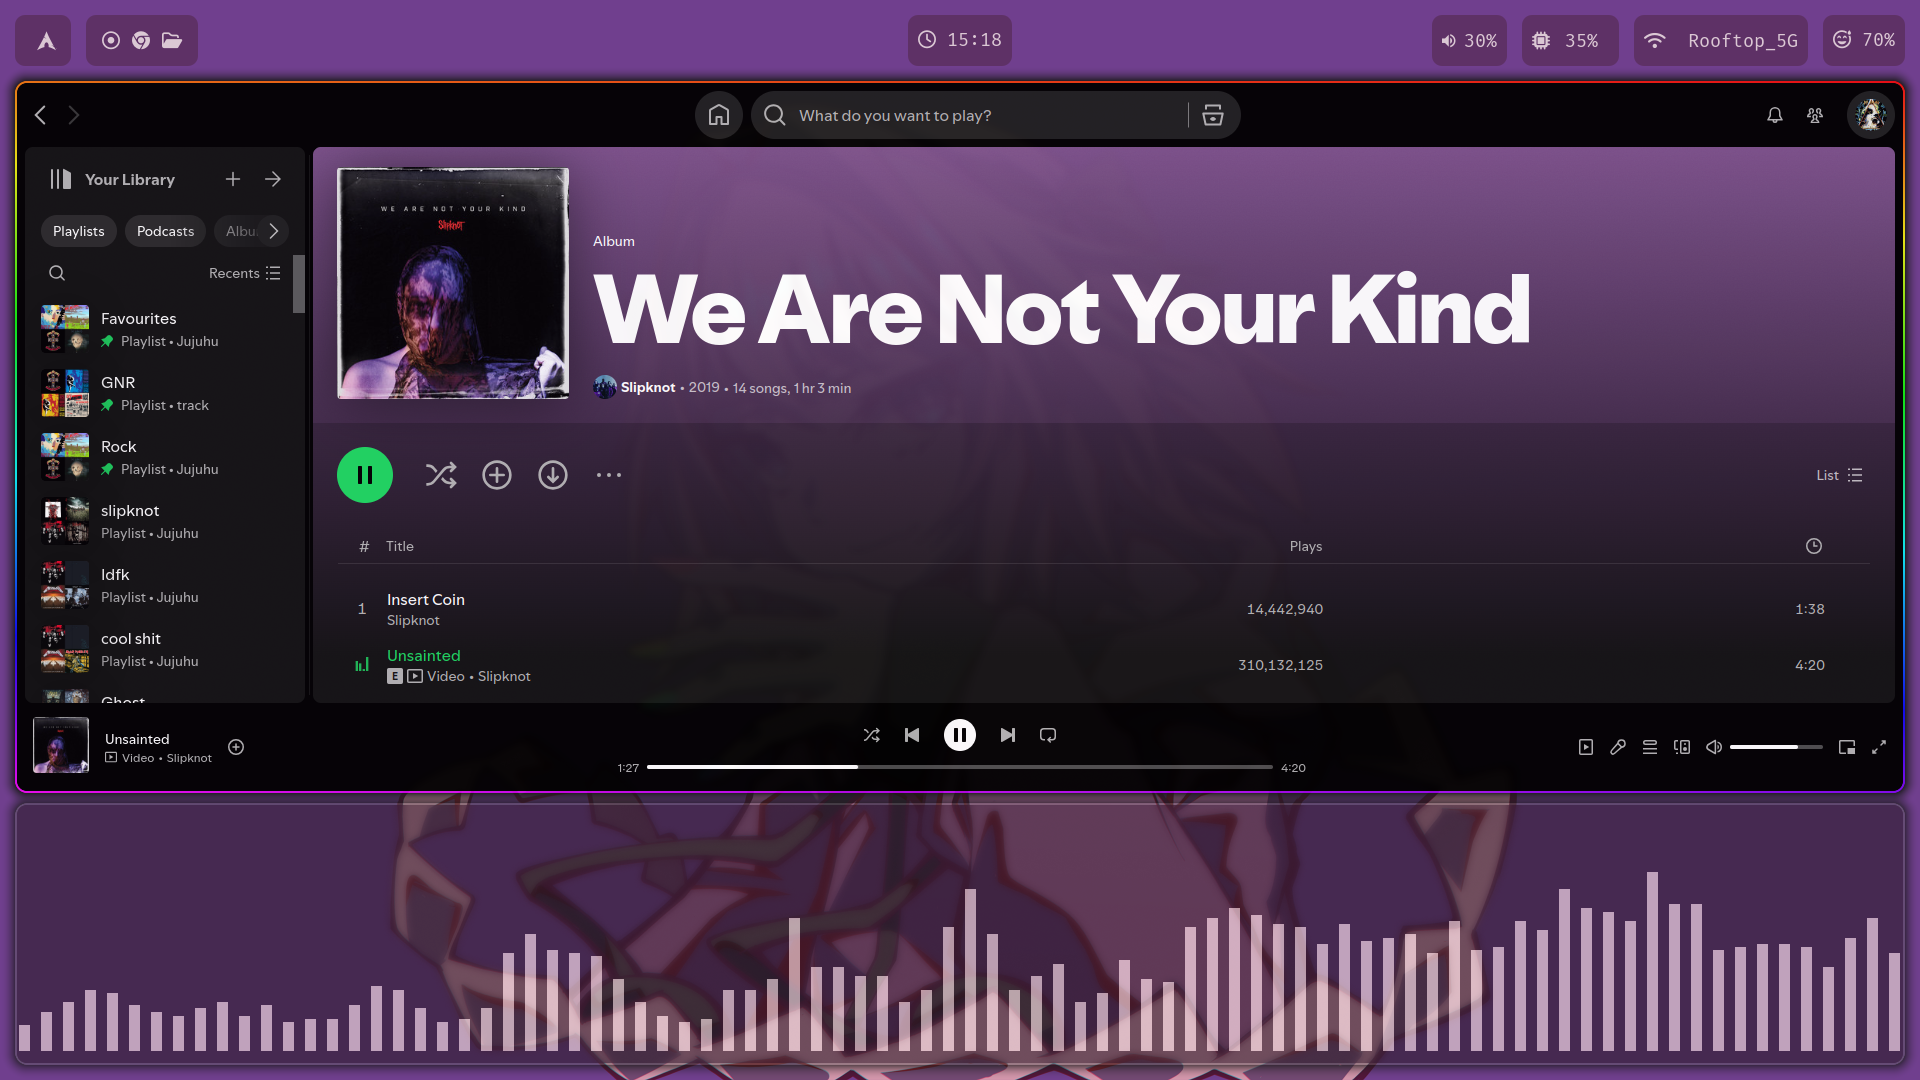 15:18
30%
35%
Rooftop_5G
70%
What do you want to play?
Your Library
Playlists
Podcasts
Albu
Recents
Favourites
Playlist • Jujuhu
GNR
Playlist • track
Rock
Playlist • Jujuhu
slipknot
Playlist • Jujuhu
Idfk
Playlist • Jujuhu
cool shit
Playlist • Jujuhu
Ghost
WE ARE NOT YOUR KIND
Slipknot
Album
We Are Not Your Kind
Slipknot • 2019 • 14 songs, 1 hr 3 min
List
# Title Plays
1 Insert Coin 14,442,940 1:38
Slipknot
Unsainted 310,132,125 4:20
E Video • Slipknot
Unsainted
Video • Slipknot
1:27
4:20